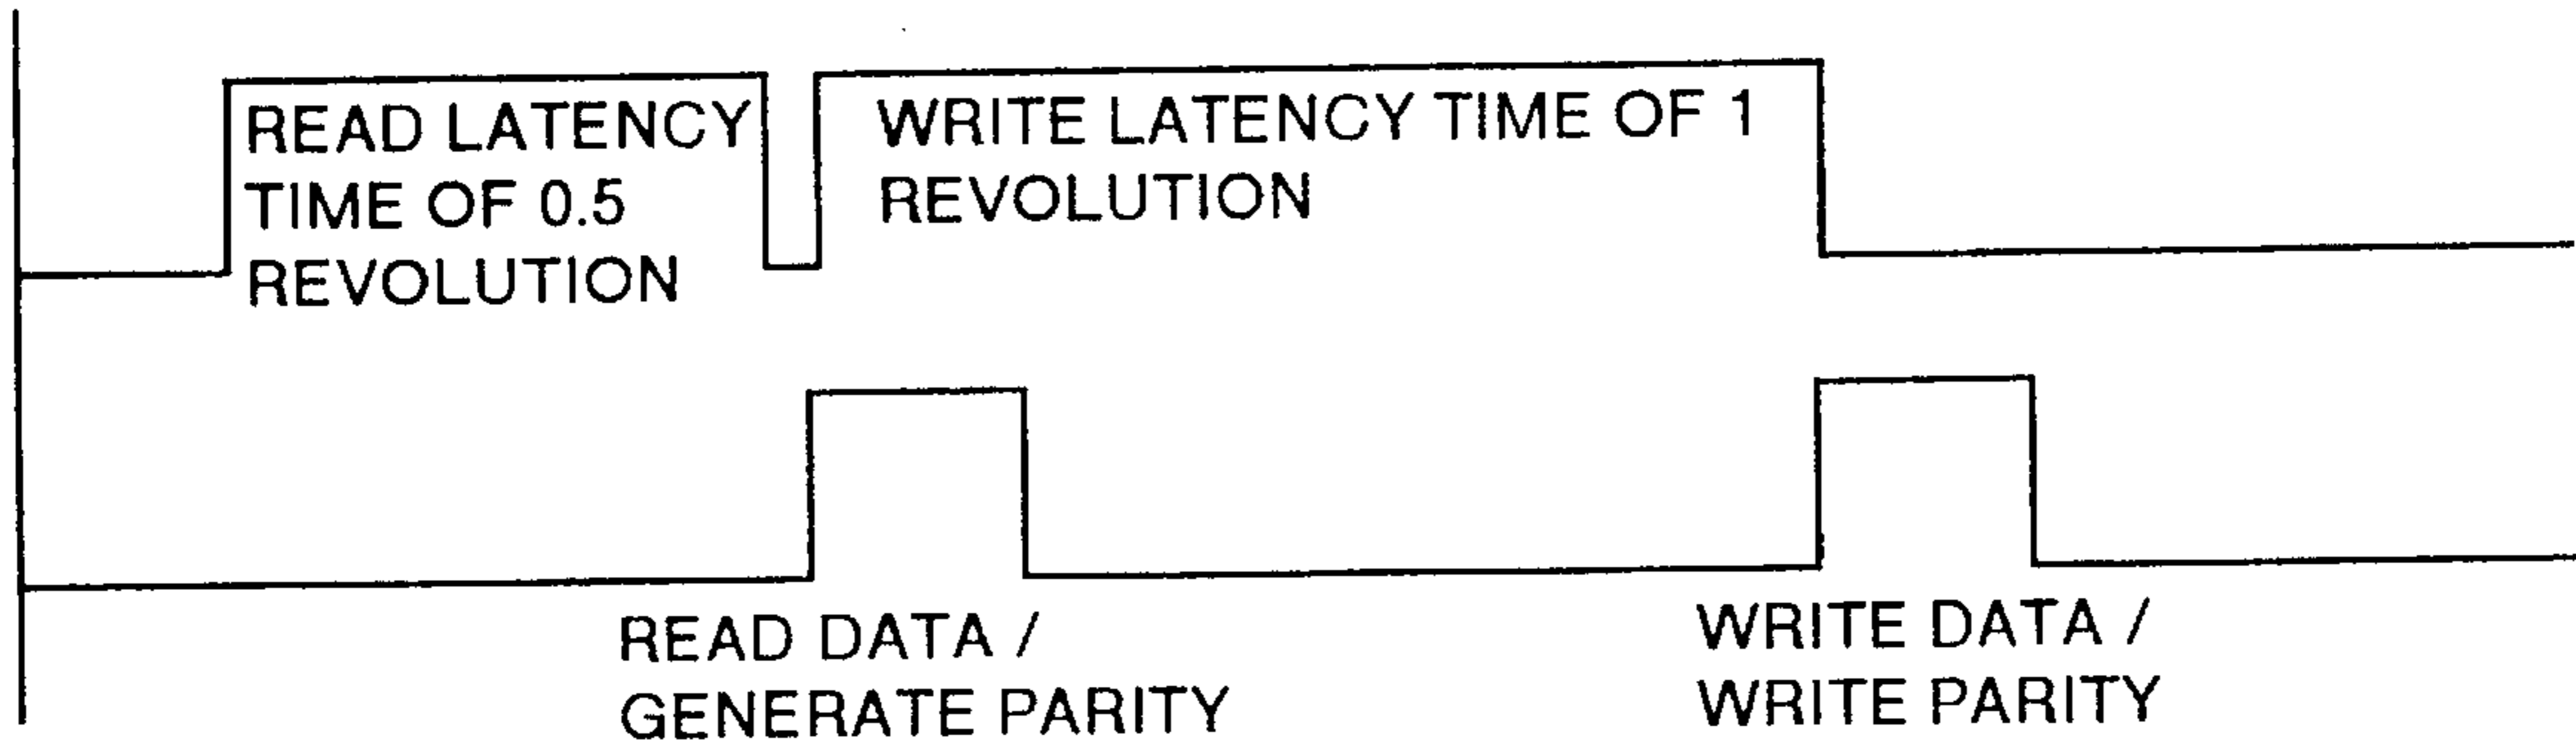 READ LATENCY
TIME OF 0.5
REVOLUTION
WRITE LATENCY TIME OF 1
REVOLUTION
READ DATA /
GENERATE PARITY
WRITE DATA /
WRITE PARITY